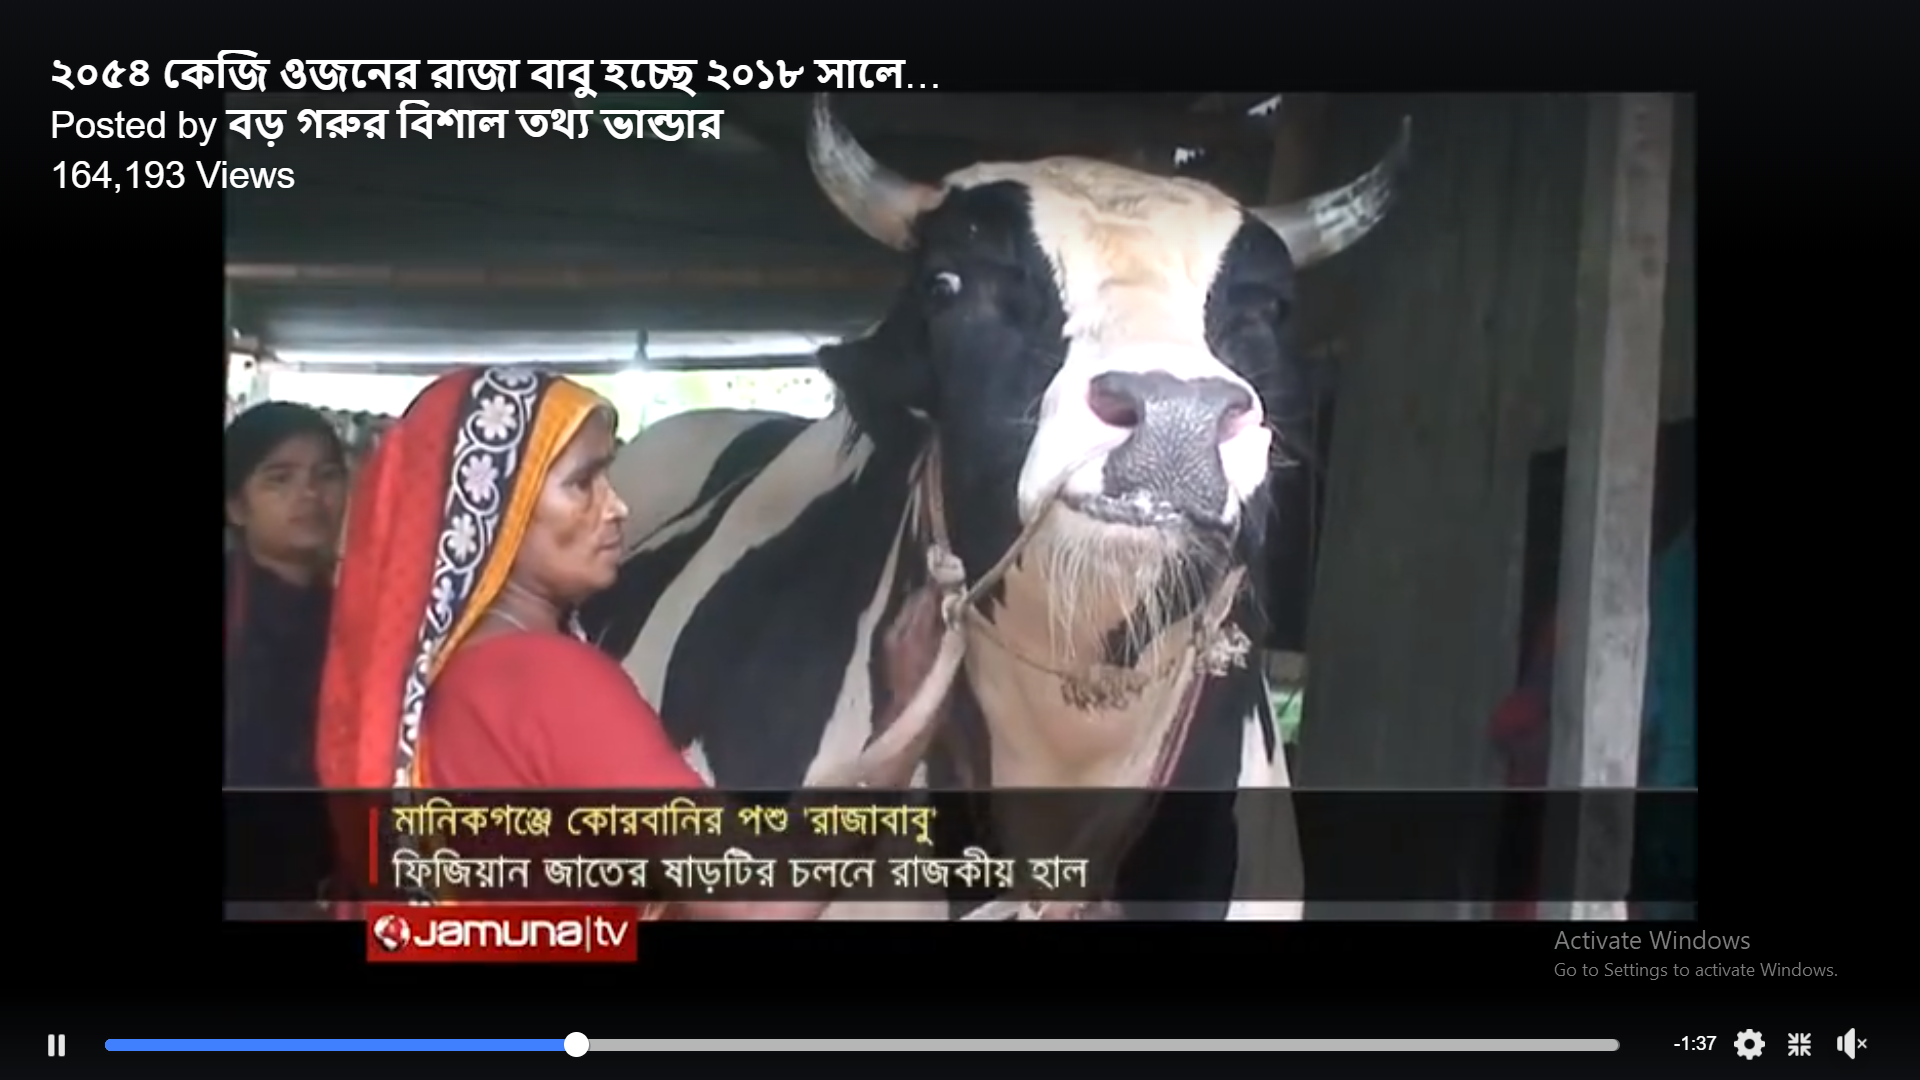 ২০৫৪ কেজি ওজনের রাজা বাবু হচ্ছে ২০১৮ সালে...
Posted by বড় গরুর বিশাল তথ্য ভান্ডার
164,193 Views
মানিকগঞ্জে কোরবানির পশু 'রাজাবাবু'
ফিজিয়ান জাতের ষাড়টির চলনে রাজকীয় হাল
Jamuna|tv
Activate Windows
Go to Settings to activate Windows.
-1:37